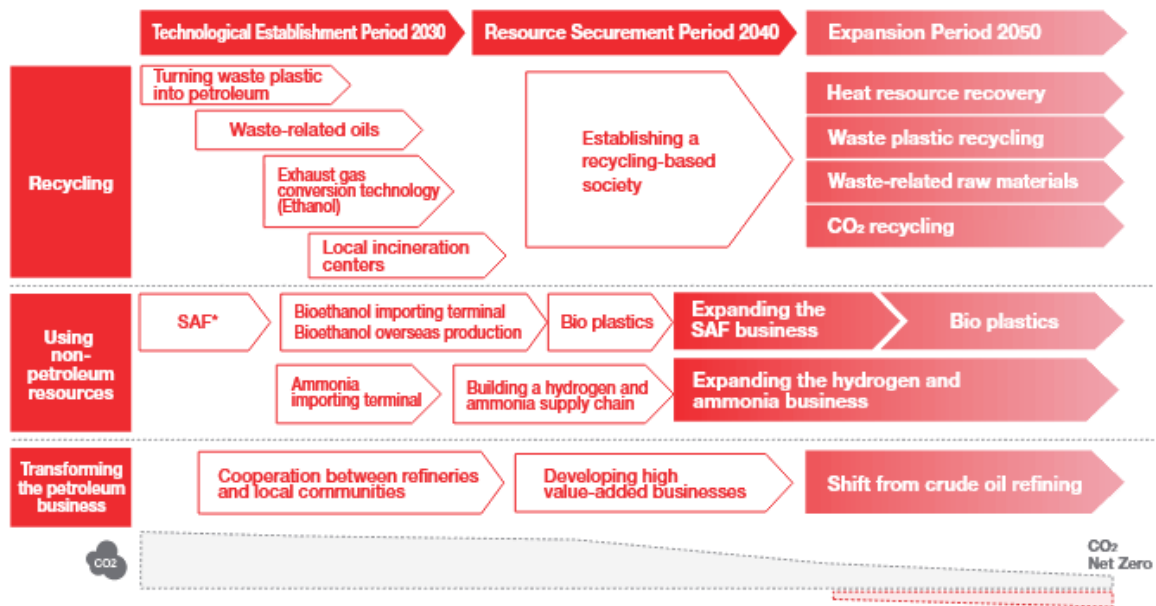 Technological Establishment Period 2030
Resource Securement Period 2040
Expansion Period 2050
Recycling
Turning waste plastic
into petroleum
Waste-related oils
Exhaust gas
conversion technology
(Ethanol)
Local incineration
centers
Establishing a
recycling-based
society
Heat resource recovery
Waste plastic recycling
Waste-related raw materials
CO₂ recycling
Using
non-
petroleum
resources
SAF*
Bioethanol importing terminal
Bioethanol overseas production
Bio plastics
Expanding the
SAF business
Bio plastics
Ammonia
importing terminal
Building a hydrogen and
ammonia supply chain
Expanding the hydrogen and
ammonia business
Transforming
the petroleum
business
Cooperation between refineries
and local communities
Developing high
value-added businesses
Shift from crude oil refining
CO2
CO₂
Net Zero